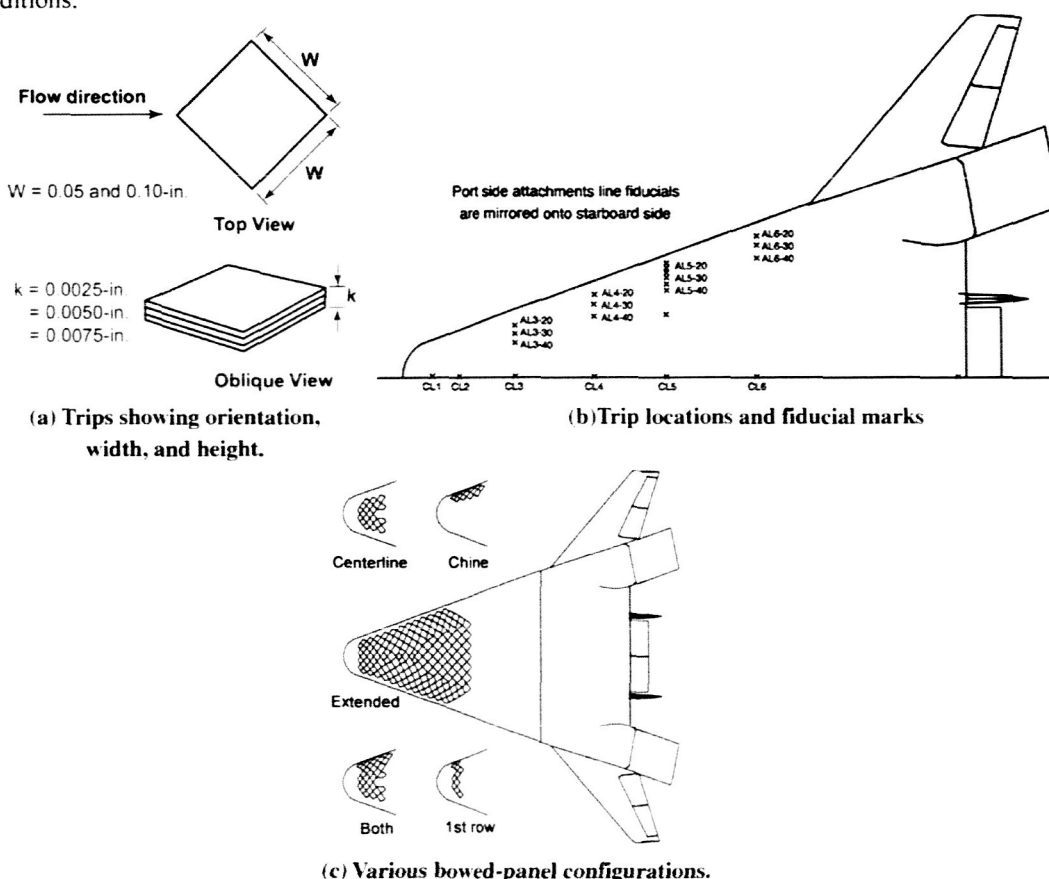 ditions.
W
Flow direction
W
W = 0.05 and 0.10-in.
Top View
k = 0.0025-in.
= 0.0050-in.
= 0.0075-in.
k
Oblique View
(a) Trips showing orientation,
width, and height.
Port side attachments line fiducials
are mirrored onto starboard side
AL6-20
AL6-30
AL6-40
AL5-20
AL5-30
AL5-40
AL4-20
AL4-30
AL4-40
AL3-20
AL3-30
AL3-40
CL1 CL2 CL3 CL4 CL5 CL6
(b)Trip locations and fiducial marks
Centerline Chine
Extended
Both 1st row
(c) Various bowed-panel configurations.